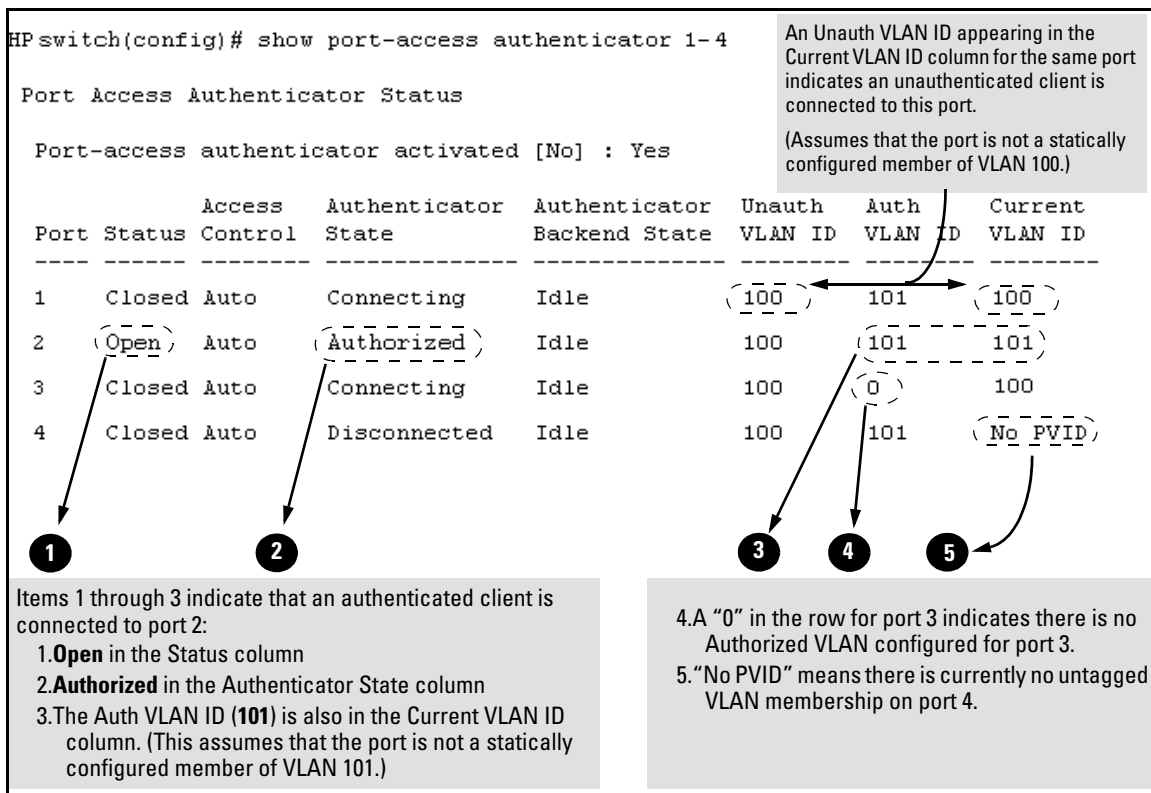 HP switch(config)# show port-access authenticator 1-4
An Unauth VLAN ID appearing in the
Current VLAN ID column for the same port
indicates an unauthenticated client is
connected to this port.
(Assumes that the port is not a statically
configured member of VLAN 100.)
Port Access Authenticator Status
Port-access authenticator activated [No] : Yes
Access Authenticator Authenticator Unauth Auth Current
Port Status Control State Backend State VLAN ID VLAN ID VLAN ID
---- ------ -------- -------------- -------------- -------- -------- --------
1 Closed Auto Connecting Idle 100 101 100
2 Open Auto Authorized Idle 100 101 101
3 Closed Auto Connecting Idle 100 0 100
4 Closed Auto Disconnected Idle 100 101 No PVID
1 2 3 4 5
Items 1 through 3 indicate that an authenticated client is
connected to port 2:
1.Open in the Status column
2.Authorized in the Authenticator State column
3.The Auth VLAN ID (101) is also in the Current VLAN ID
column. (This assumes that the port is not a statically
configured member of VLAN 101.)
4.A “0” in the row for port 3 indicates there is no
Authorized VLAN configured for port 3.
5.“No PVID” means there is currently no untagged
VLAN membership on port 4.